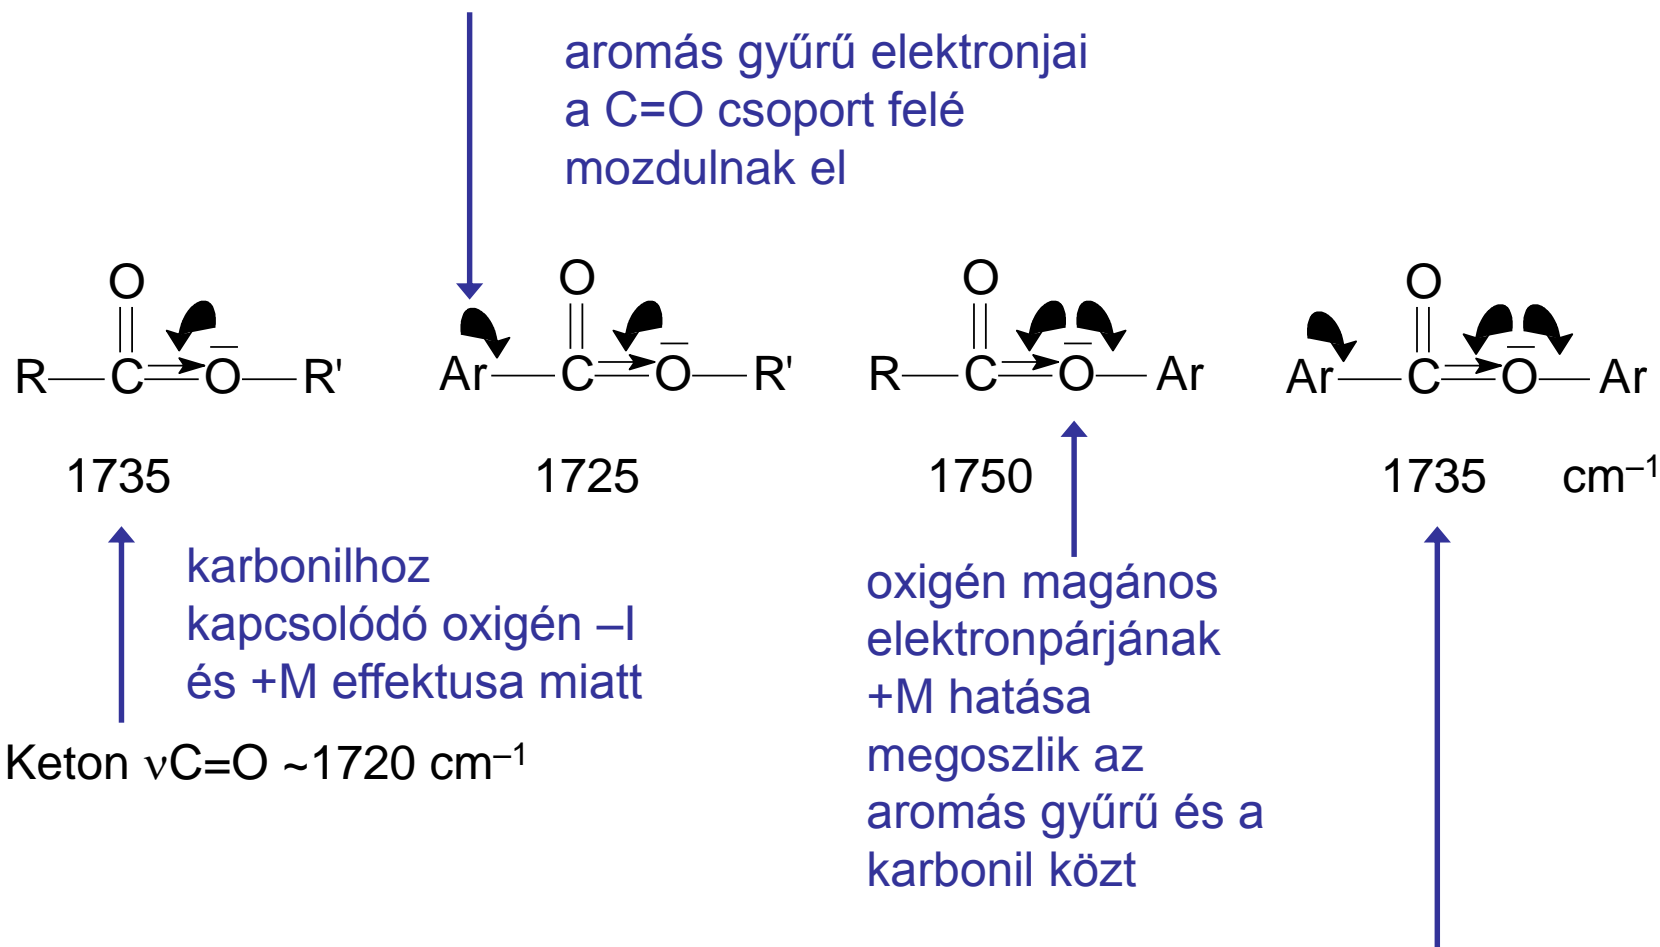 aromás gyűrű elektronjai
a C=O csoport felé
mozdulnak el
O O O O
R C O R' Ar C O R' R C O Ar Ar C O Ar
1735 1725 1750 1735 cm⁻¹
karbonilhoz
kapcsolódó oxigén –I
és +M effektusa miatt
Keton νC=O ~1720 cm⁻¹
oxigén magános
elektronpárjának
+M hatása
megoszlik az
aromás gyűrű és a
karbonil közt